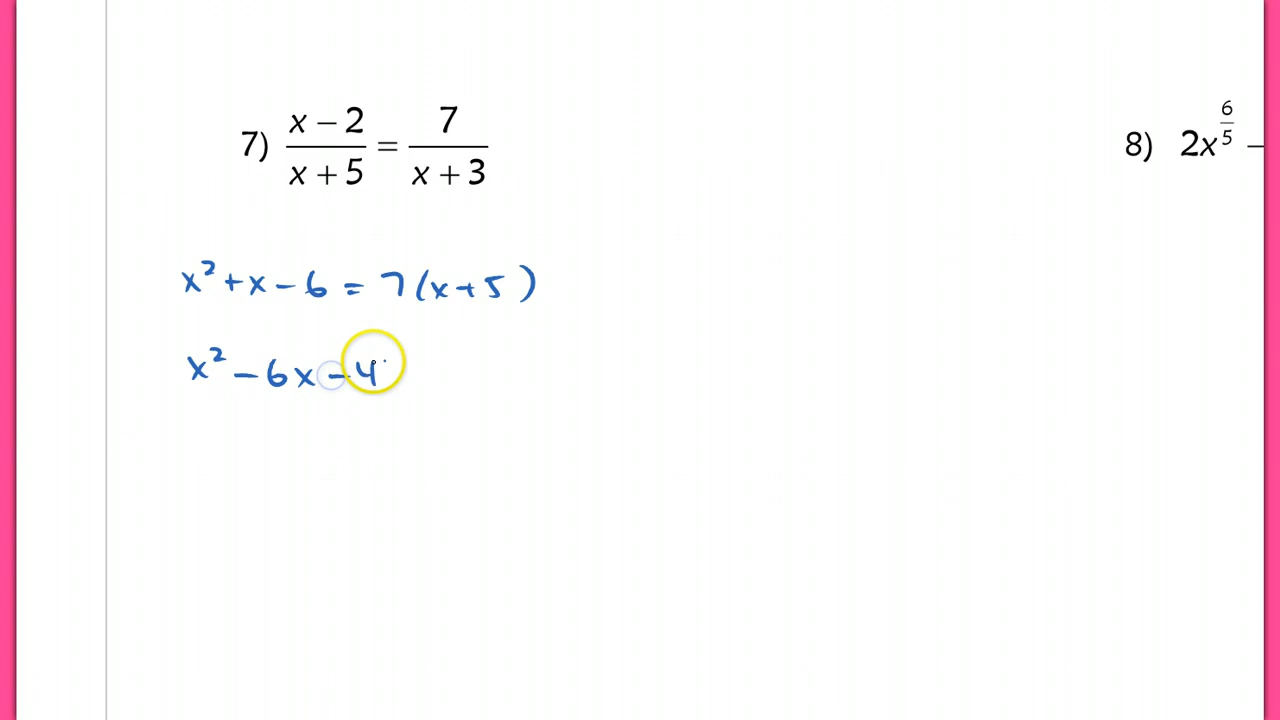 7) (x − 2)/(x + 5) = 7/(x + 3)
8) 2x^(6/5) −
x² + x − 6 = 7(x + 5)
x² − 6x − 4